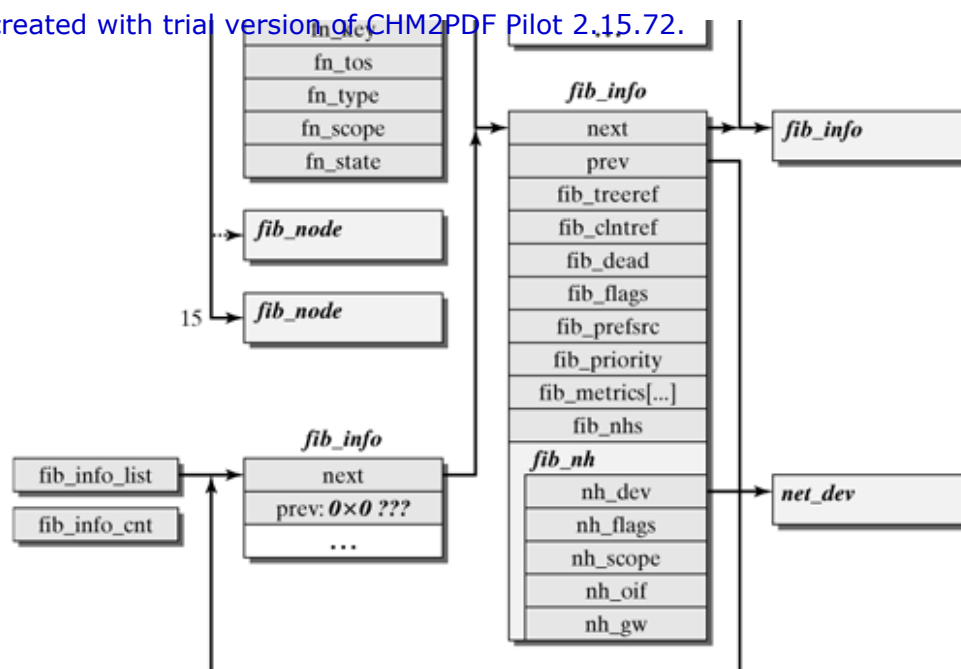 created with trial version of CHM2PDF Pilot 2.15.72.
fn_key
fn_tos
fn_type
fn_scope
fn_state
fib_node
15
fib_node
...
fib_info
next
prev
fib_treeref
fib_clntref
fib_dead
fib_flags
fib_prefsrc
fib_priority
fib_metrics[...]
fib_nhs
fib_nh
nh_dev
nh_flags
nh_scope
nh_oif
nh_gw
fib_info
net_dev
fib_info_list
fib_info_cnt
fib_info
next
prev: 0×0 ???
...